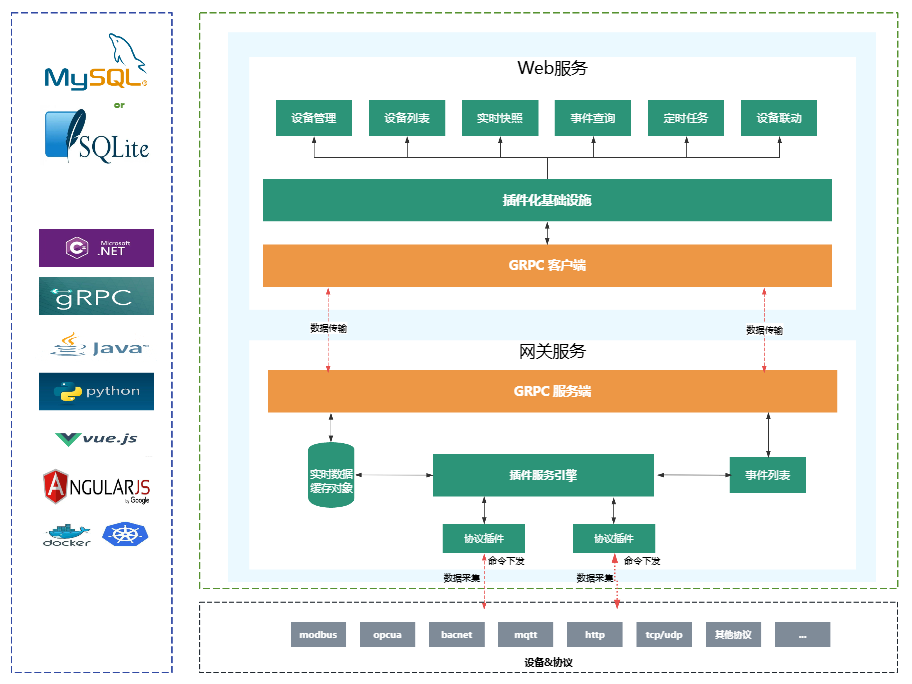 MySQL®
or
SQLite
Microsoft
.NET
gRPC
Java™
python
vue.js
ANGULARJS
by Google
docker
Web服务
设备管理
设备列表
实时快照
事件查询
定时任务
设备联动
插件化基础设施
GRPC 客户端
数据传输
数据传输
网关服务
GRPC 服务端
实时数据
缓存对象
插件服务引擎
事件列表
协议插件
协议插件
命令下发
命令下发
数据采集
数据采集
modbus
opcua
bacnet
mqtt
http
tcp/udp
其他协议
...
设备&协议